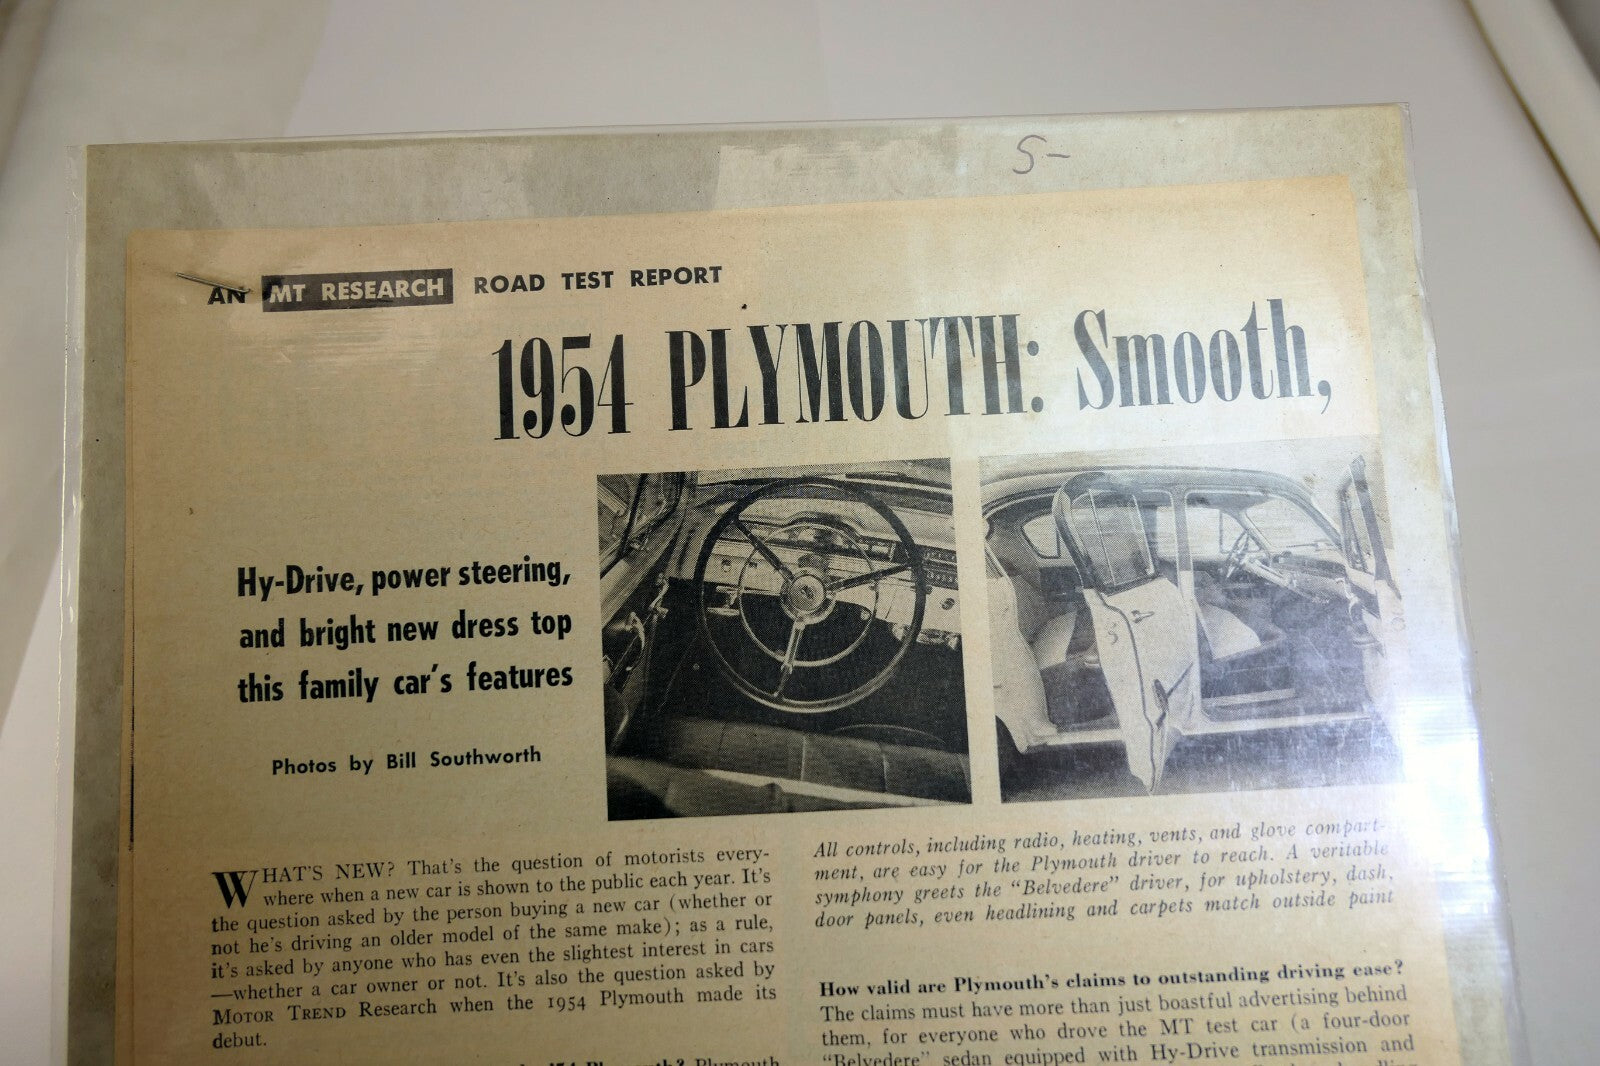 S-
AN MT RESEARCH ROAD TEST REPORT
1954 PLYMOUTH: Smooth,
Hy-Drive, power steering,
and bright new dress top
this family car's features
Photos by Bill Southworth
WHAT'S NEW? That's the question of motorists every-
where when a new car is shown to the public each year. It's
the question asked by the person buying a new car (whether or
not he's driving an older model of the same make); as a rule,
it's asked by anyone who has even the slightest interest in cars
—whether a car owner or not. It's also the question asked by
MOTOR TREND Research when the 1954 Plymouth made its
debut.
'54 Plymouth? Plymouth
All controls, including radio, heating, vents, and glove compart-
ment, are easy for the Plymouth driver to reach. A veritable
symphony greets the "Belvedere" driver, for upholstery, dash,
door panels, even headlining and carpets match outside paint
How valid are Plymouth's claims to outstanding driving ease?
The claims must have more than just boastful advertising behind
them, for everyone who drove the MT test car (a four-door
"Belvedere" sedan equipped with Hy-Drive transmission and